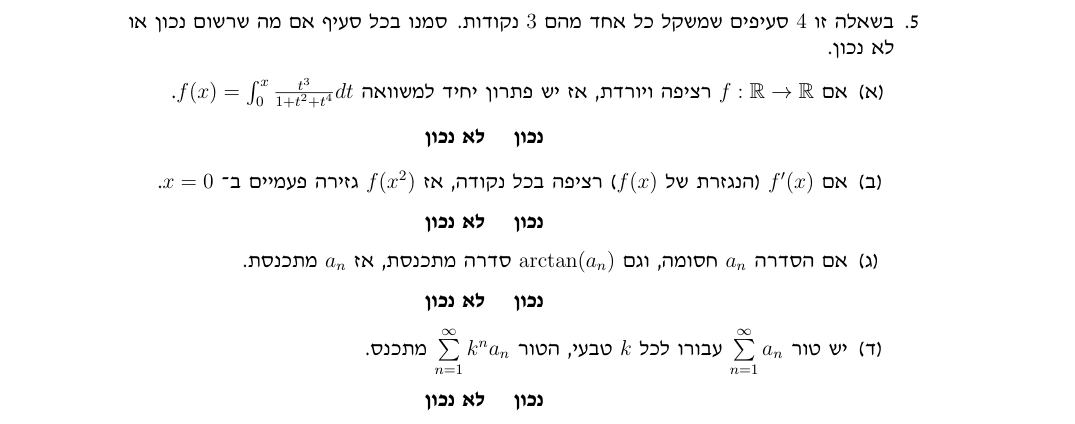 5. בשאלה זו 4 סעיפים שמשקל כל אחד מהם 3 נקודות. סמנו בכל סעיף אם מה שרשום נכון או
לא נכון.
(א) אם f : ℝ → ℝ רציפה ויורדת, אז יש פתרון יחיד למשוואה f(x) = ∫₀ˣ t³/(1+t²+t⁴) dt.
נכון לא נכון
(ב) אם f′(x) (הנגזרת של f(x)) רציפה בכל נקודה, אז f(x²) גזירה פעמיים ב־ x = 0.
נכון לא נכון
(ג) אם הסדרה aₙ חסומה, וגם arctan(aₙ) סדרה מתכנסת, אז aₙ מתכנסת.
נכון לא נכון
(ד) יש טור ∑_{n=1}^{∞} aₙ עבורו לכל k טבעי, הטור ∑_{n=1}^{∞} kⁿaₙ מתכנס.
נכון לא נכון